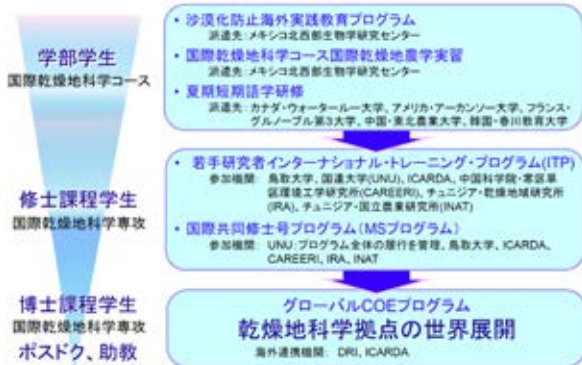 学部学生
国際乾燥地科学コース
• 沙漠化防止海外実践教育プログラム
派遣先：メキシコ北西部生物学研究センター
• 国際乾燥地科学コース国際乾燥地農学実習
派遣先：メキシコ北西部生物学研究センター
• 夏期短期語学研修
派遣先：カナダ・ウォータールー大学，アメリカ・アーカンソー大学，フランス・
グルノーブル第3大学，中国・東北農業大学，韓国・春川教育大学
修士課程学生
国際乾燥地科学専攻
• 若手研究者インターナショナル・トレーニング・プログラム(ITP)
参加機関： 鳥取大学，国連大学(UNU)，ICARDA，中国科学院・寒区旱
区環境工学研究所(CAREERI)，チュニジア・乾燥地域研究所
(IRA)，チュニジア・国立農業研究所(INAT)
• 国際共同修士号プログラム（MSプログラム）
参加機関： UNU：プログラム全体の履行を管理，鳥取大学，ICARDA，
CAREERI，IRA，INAT
博士課程学生
国際乾燥地科学専攻
ポスドク、助教
グローバルCOEプログラム
乾燥地科学拠点の世界展開
海外連携機関： DRI，ICARDA